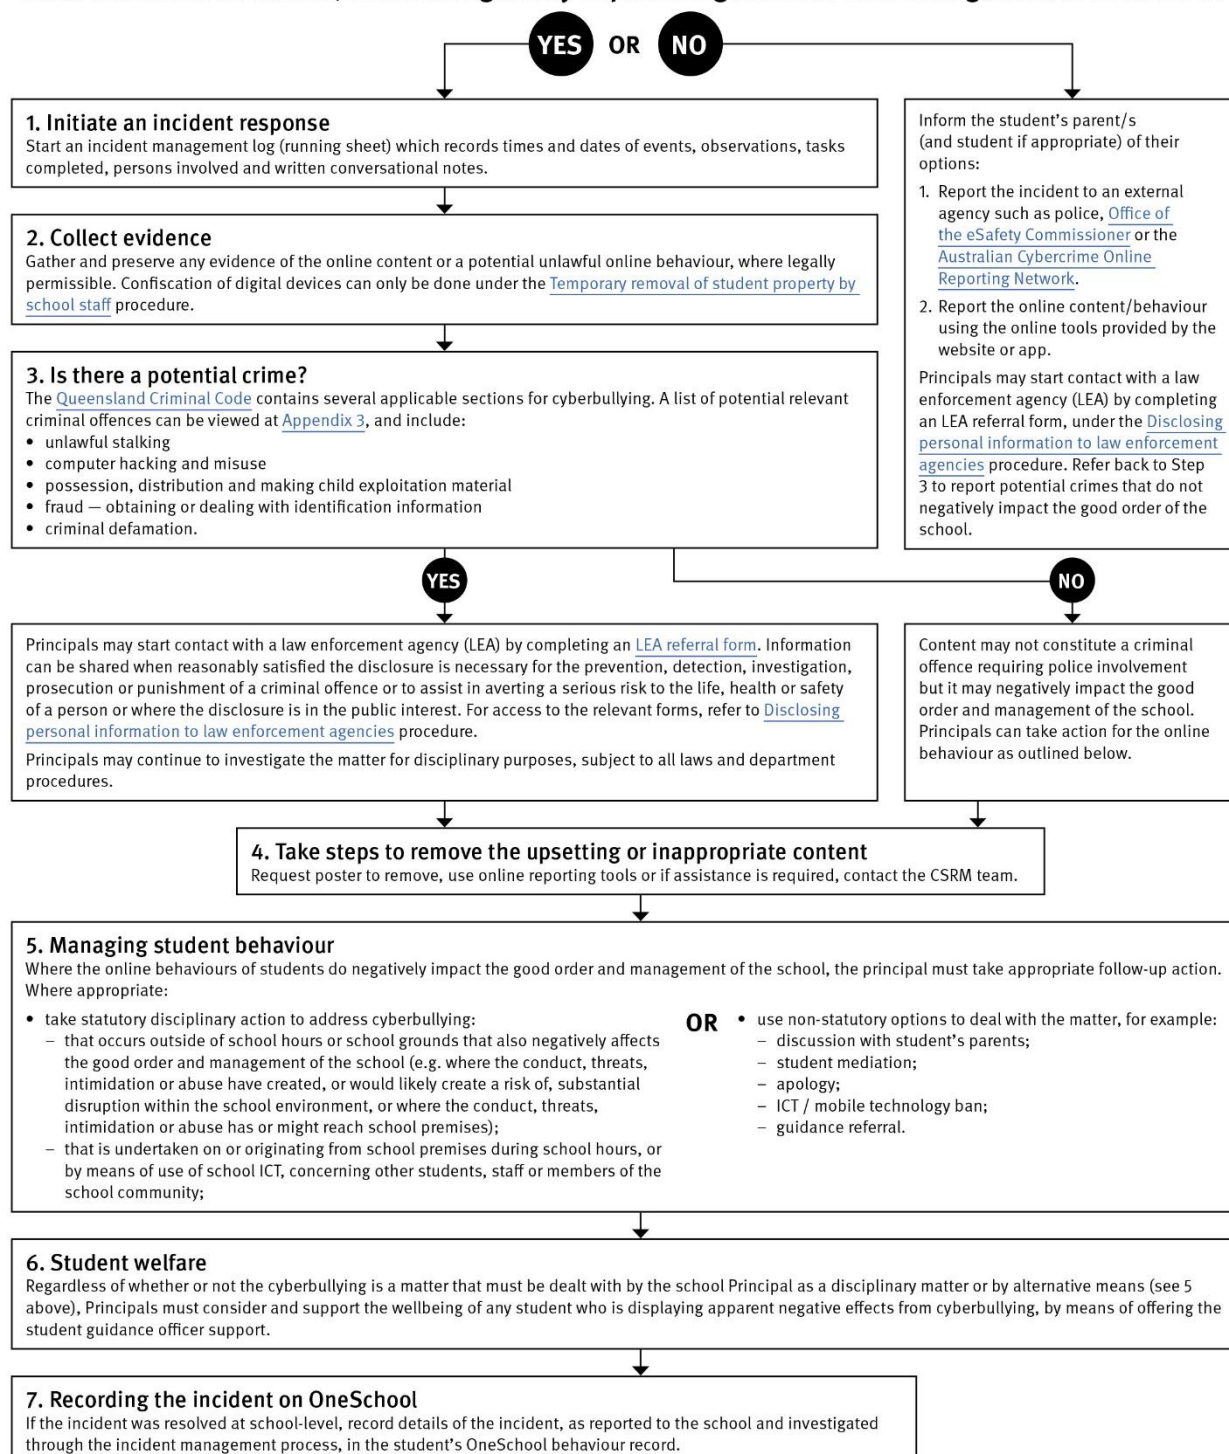 YES OR NO
1. Initiate an incident response
Start an incident management log (running sheet) which records times and dates of events, observations, tasks
completed, persons involved and written conversational notes.
2. Collect evidence
Gather and preserve any evidence of the online content or a potential unlawful online behaviour, where legally
permissible. Confiscation of digital devices can only be done under the Temporary removal of student property by
school staff procedure.
3. Is there a potential crime?
The Queensland Criminal Code contains several applicable sections for cyberbullying. A list of potential relevant
criminal offences can be viewed at Appendix 3, and include:
• unlawful stalking
• computer hacking and misuse
• possession, distribution and making child exploitation material
• fraud — obtaining or dealing with identification information
• criminal defamation.
Inform the student's parent/s
(and student if appropriate) of their
options:
1. Report the incident to an external
agency such as police, Office of
the eSafety Commissioner or the
Australian Cybercrime Online
Reporting Network.
2. Report the online content/behaviour
using the online tools provided by the
website or app.
Principals may start contact with a law
enforcement agency (LEA) by completing
an LEA referral form, under the Disclosing
personal information to law enforcement
agencies procedure. Refer back to Step
3 to report potential crimes that do not
negatively impact the good order of the
school.
YES
NO
Principals may start contact with a law enforcement agency (LEA) by completing an LEA referral form. Information
can be shared when reasonably satisfied the disclosure is necessary for the prevention, detection, investigation,
prosecution or punishment of a criminal offence or to assist in averting a serious risk to the life, health or safety
of a person or where the disclosure is in the public interest. For access to the relevant forms, refer to Disclosing
personal information to law enforcement agencies procedure.
Principals may continue to investigate the matter for disciplinary purposes, subject to all laws and department
procedures.
Content may not constitute a criminal
offence requiring police involvement
but it may negatively impact the good
order and management of the school.
Principals can take action for the online
behaviour as outlined below.
4. Take steps to remove the upsetting or inappropriate content
Request poster to remove, use online reporting tools or if assistance is required, contact the CSRM team.
5. Managing student behaviour
Where the online behaviours of students do negatively impact the good order and management of the school, the principal must take appropriate follow-up action.
Where appropriate:
• take statutory disciplinary action to address cyberbullying:
– that occurs outside of school hours or school grounds that also negatively affects
the good order and management of the school (e.g. where the conduct, threats,
intimidation or abuse have created, or would likely create a risk of, substantial
disruption within the school environment, or where the conduct, threats,
intimidation or abuse has or might reach school premises);
– that is undertaken on or originating from school premises during school hours, or
by means of use of school ICT, concerning other students, staff or members of the
school community;
OR
• use non-statutory options to deal with the matter, for example:
– discussion with student's parents;
– student mediation;
– apology;
– ICT / mobile technology ban;
– guidance referral.
6. Student welfare
Regardless of whether or not the cyberbullying is a matter that must be dealt with by the school Principal as a disciplinary matter or by alternative means (see 5
above), Principals must consider and support the wellbeing of any student who is displaying apparent negative effects from cyberbullying, by means of offering the
student guidance officer support.
7. Recording the incident on OneSchool
If the incident was resolved at school-level, record details of the incident, as reported to the school and investigated
through the incident management process, in the student's OneSchool behaviour record.